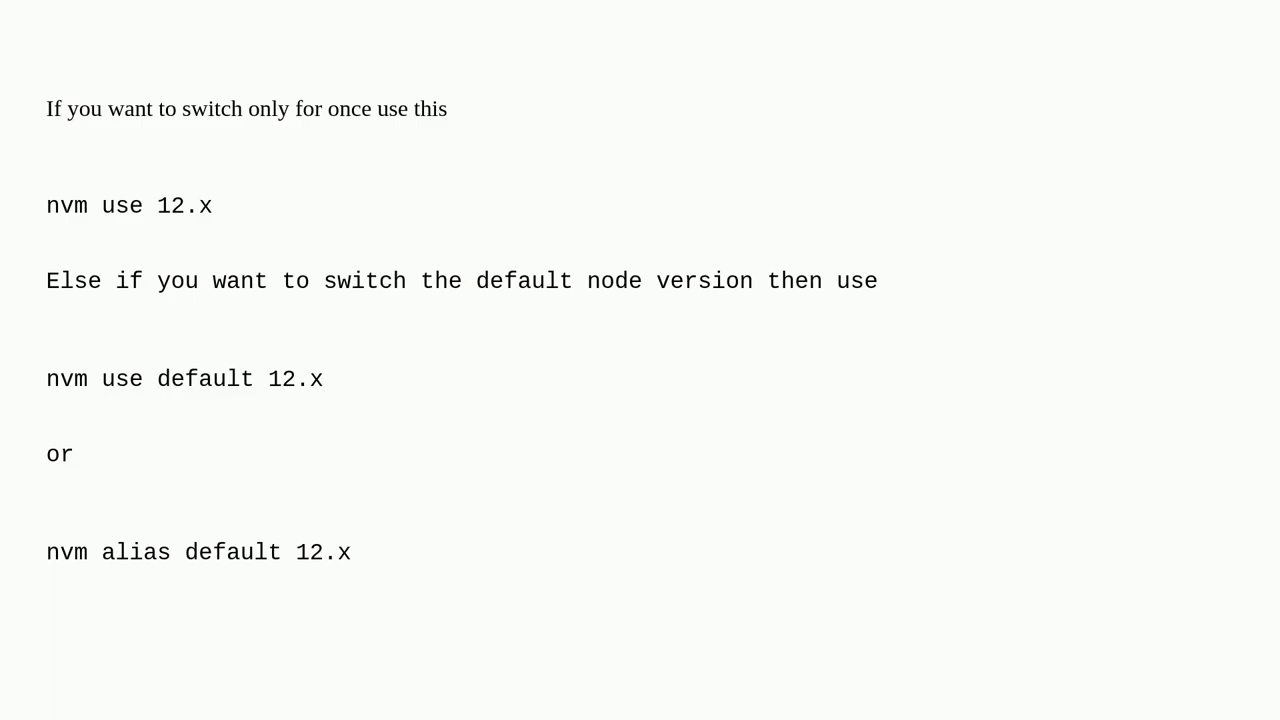 If you want to switch only for once use this
nvm use 12.x
Else if you want to switch the default node version then use
nvm use default 12.x
or
nvm alias default 12.x